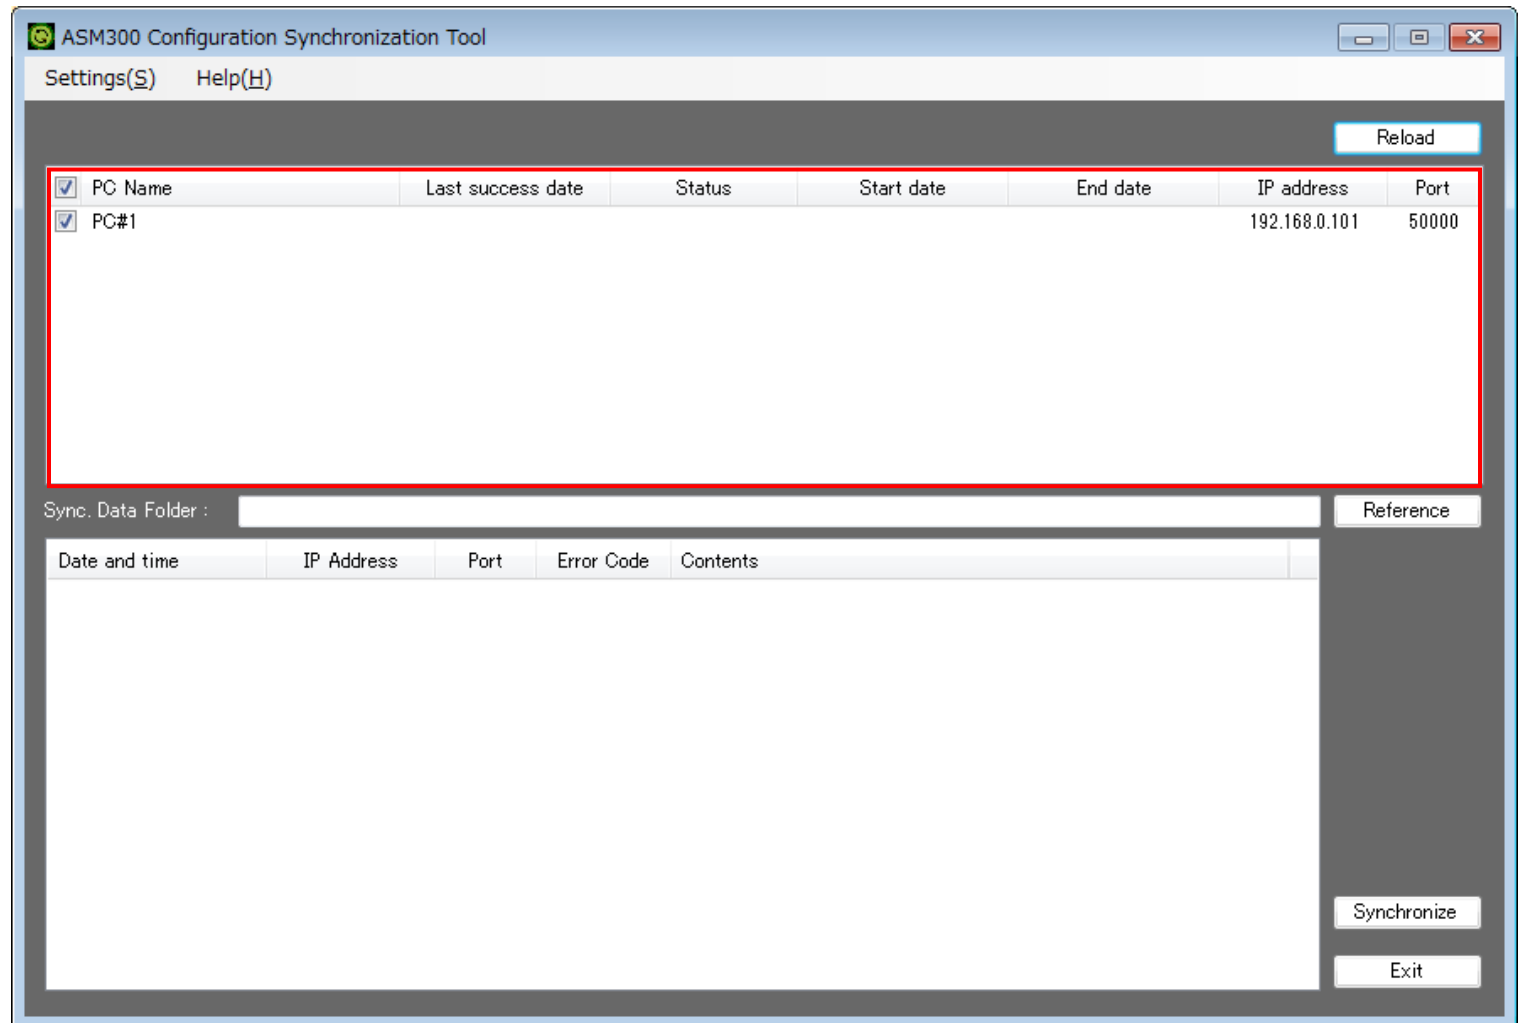 ASM300 Configuration Synchronization Tool
Settings(S) Help(H)
Reload
PC Name Last success date Status Start date End date IP address Port
PC#1 192.168.0.101 50000
Sync. Data Folder : Reference
Date and time IP Address Port Error Code Contents
Synchronize
Exit